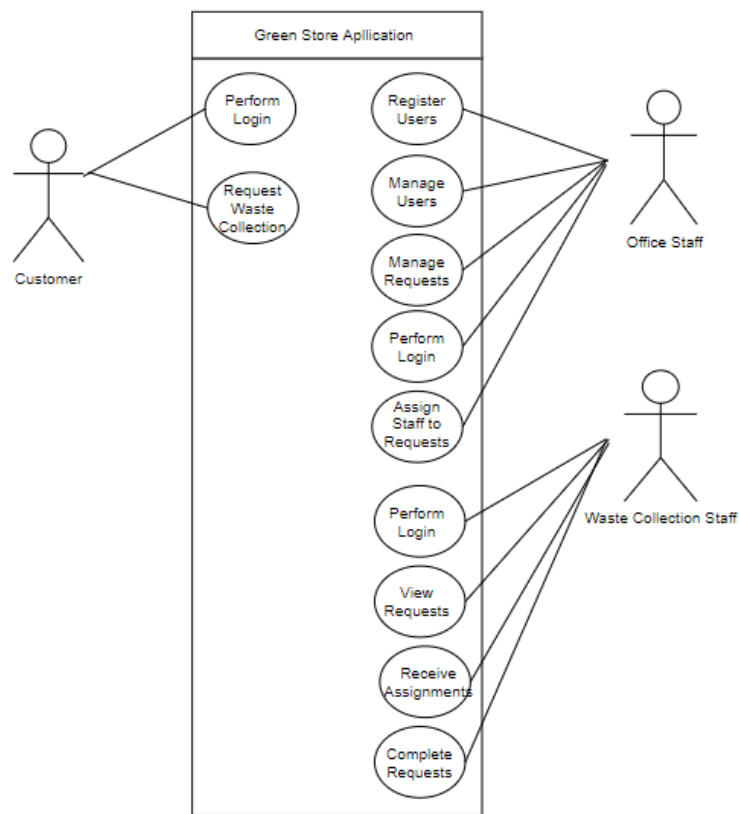 Green Store Apllication
Perform
Login
Request
Waste
Collection
Customer
Register
Users
Manage
Users
Manage
Requests
Perform
Login
Assign
Staff to
Requests
Office Staff
Perform
Login
View
Requests
Receive
Assignments
Complete
Requests
Waste Collection Staff